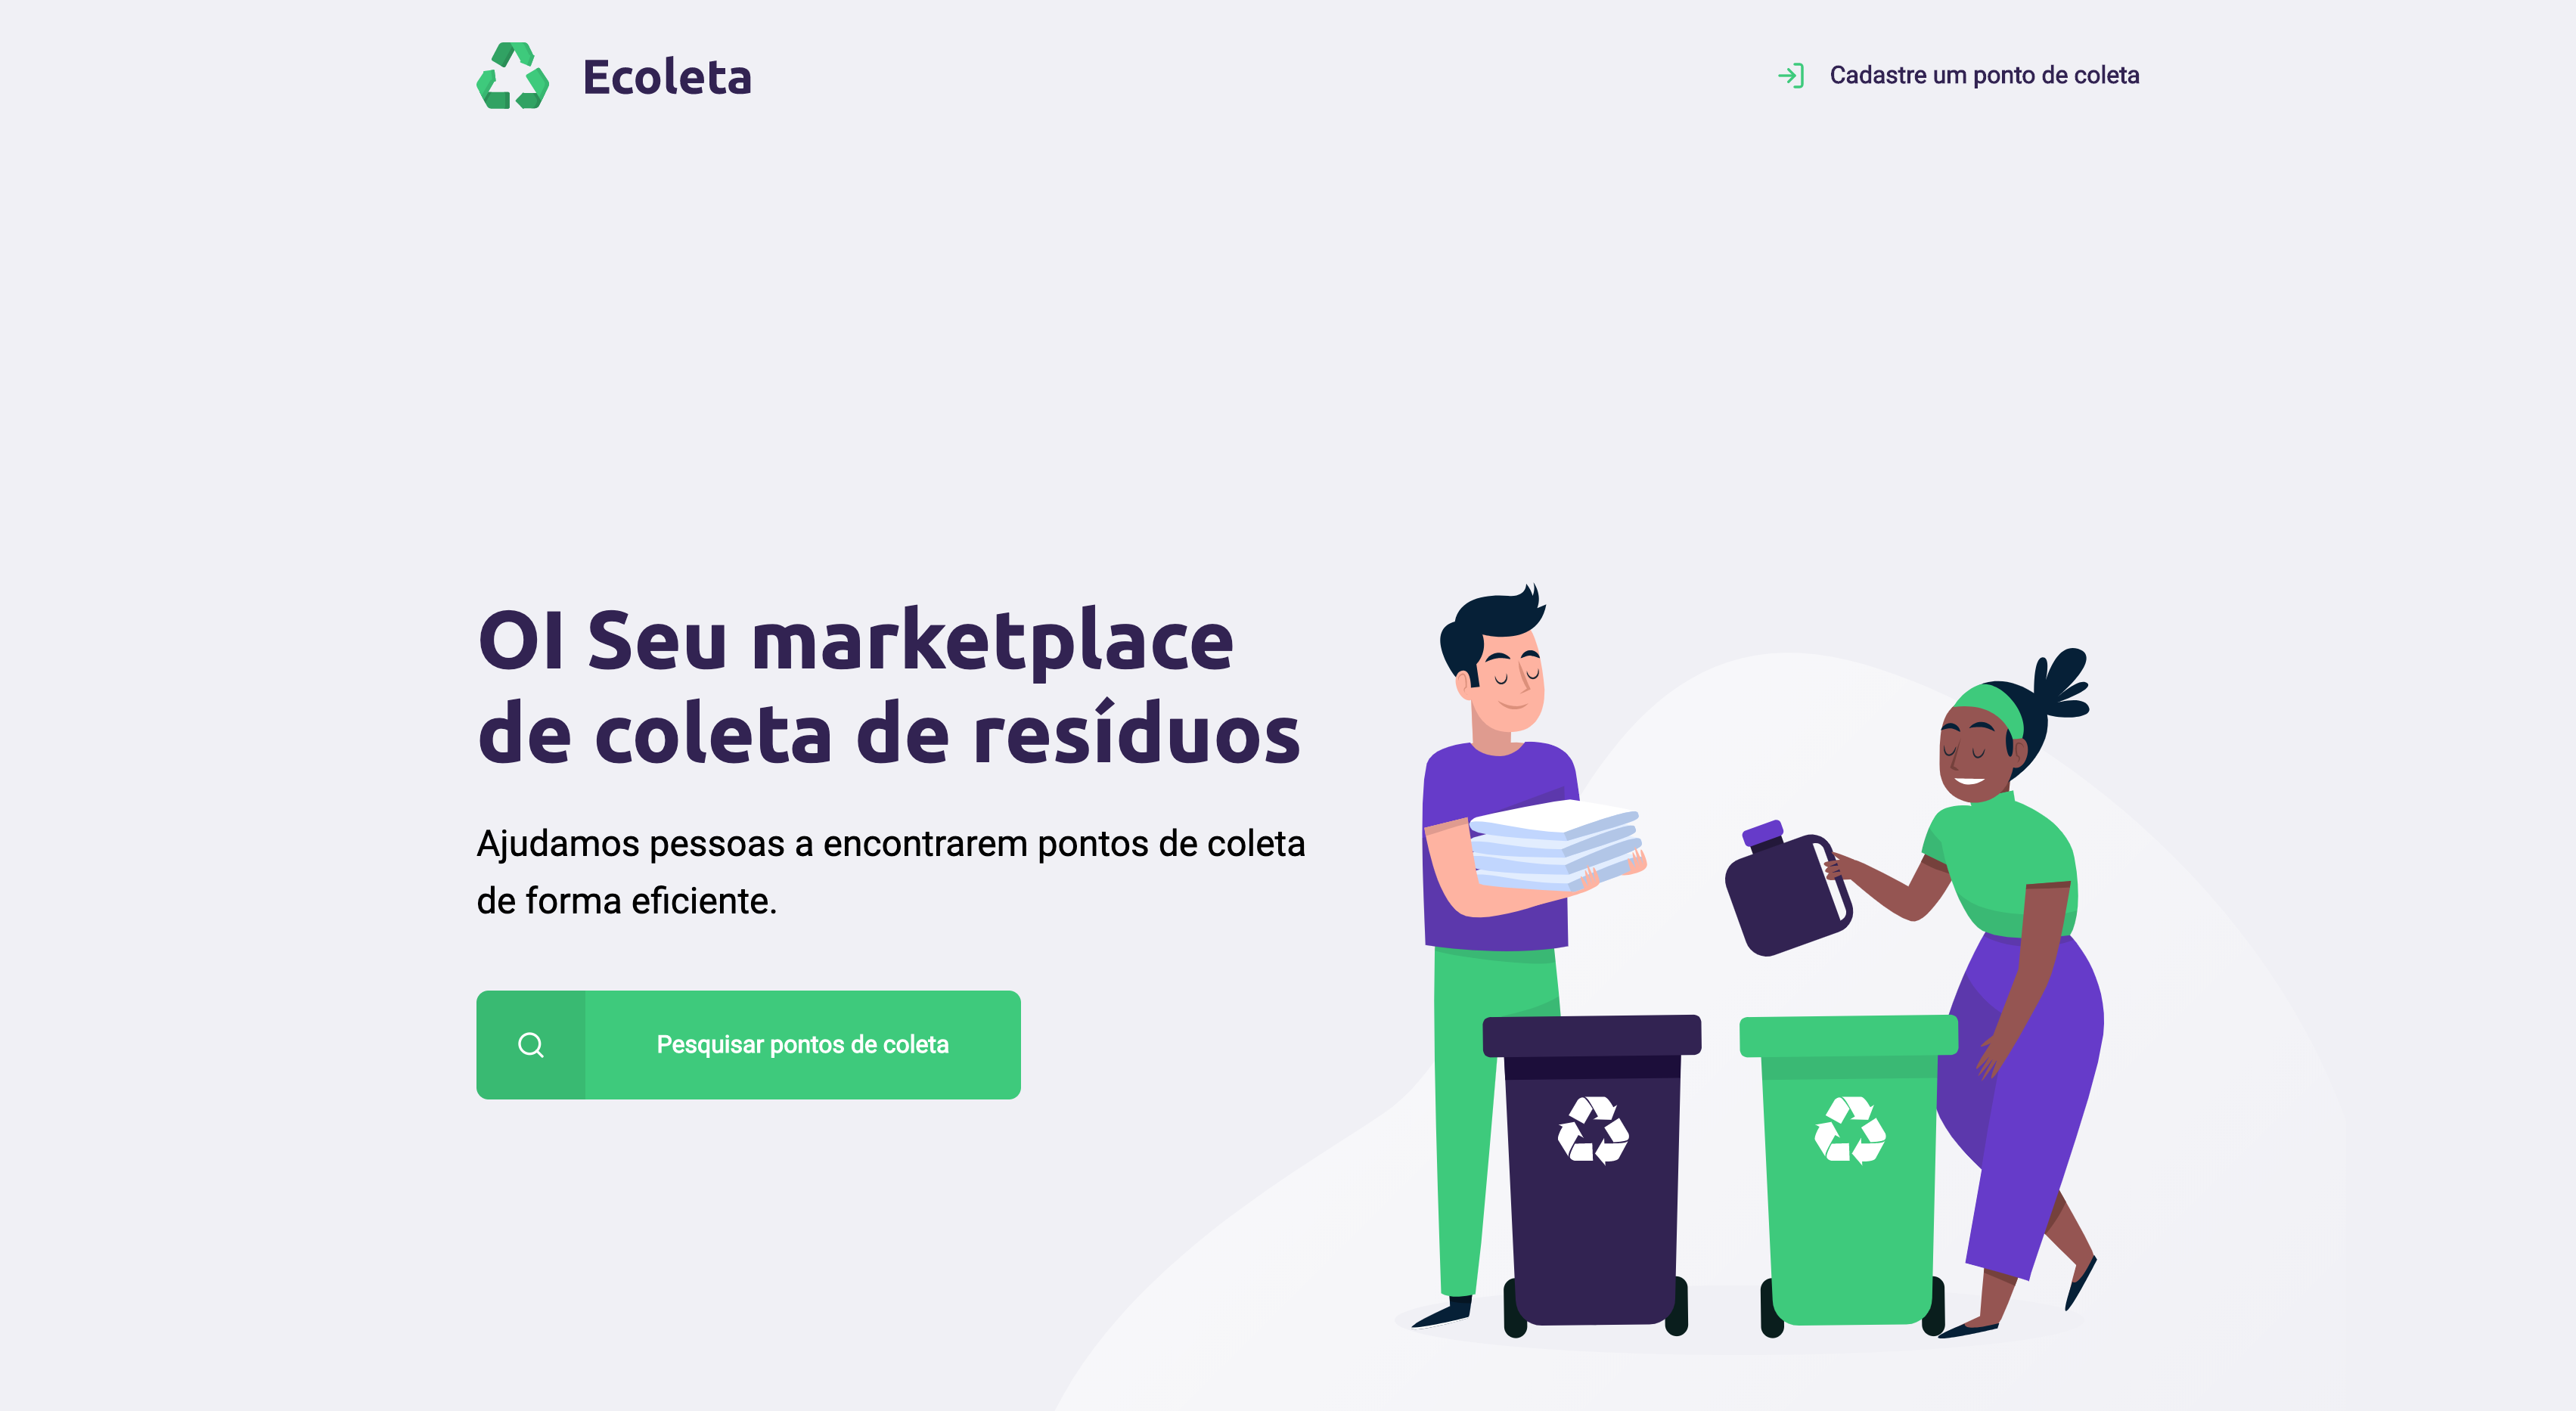 Ecoleta
Cadastre um ponto de coleta
OI Seu marketplace
de coleta de resíduos
Ajudamos pessoas a encontrarem pontos de coleta
de forma eficiente.
Pesquisar pontos de coleta